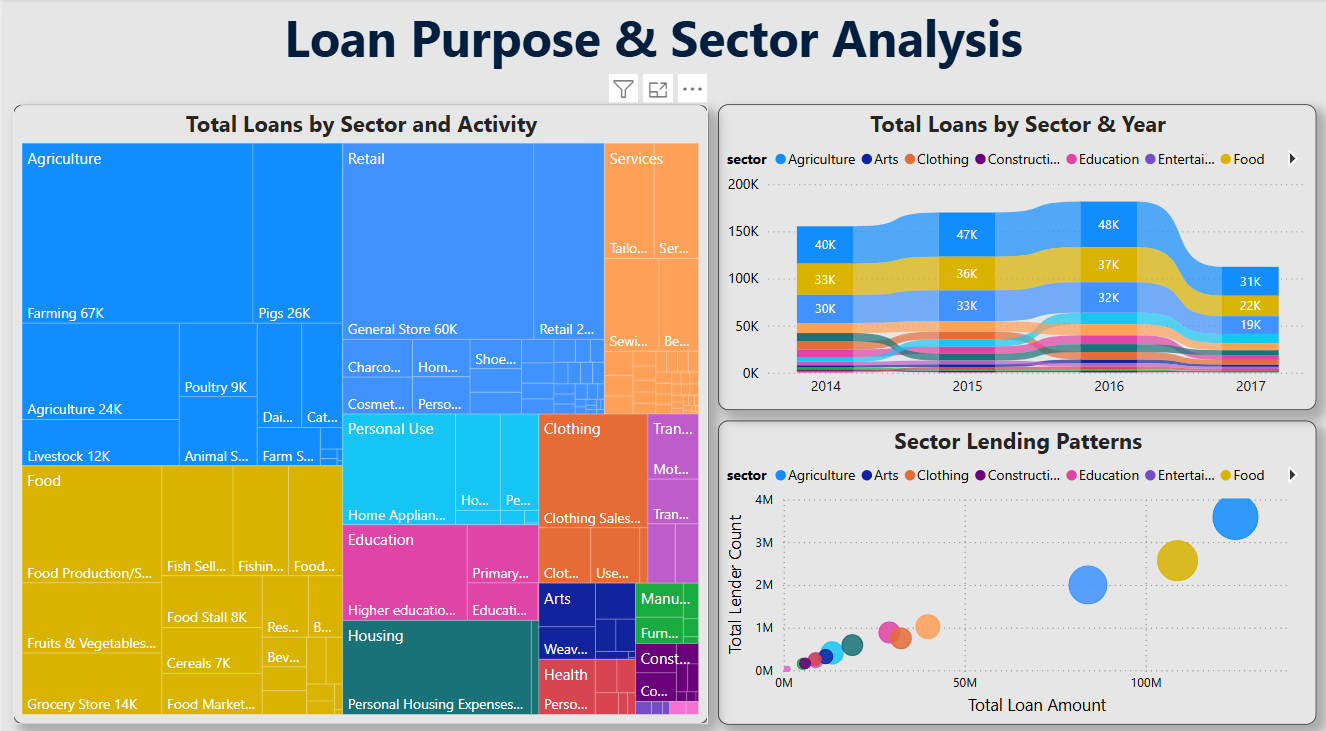 Loan Purpose & Sector Analysis
Total Loans by Sector and Activity
Agriculture
Farming 67K
Pigs 26K
Agriculture 24K
Poultry 9K
Dai...
Cat...
Livestock 12K
Animal S...
Farm S...
Food
Food Production/S...
Fish Sell...
Fishin...
Food...
Fruits & Vegetables...
Food Stall 8K
Res...
B...
Cereals 7K
Bev...
Grocery Store 14K
Food Market...
Retail
General Store 60K
Retail 2...
Charco...
Hom...
Shoe...
Cosmet...
Perso...
Services
Tailo...
Ser...
Sewi...
Be...
Personal Use
Home Applian...
Ho...
Pe...
Education
Higher educatio...
Primary...
Educati...
Housing
Personal Housing Expenses...
Clothing
Clothing Sales...
Clot...
Use...
Tran...
Mot...
Tran...
Arts
Weav...
Manu...
Furn...
Health
Perso...
Const...
Co...
Total Loans by Sector & Year
sector Agriculture Arts Clothing Constructi... Education Entertai... Food
200K
150K
100K
50K
0K
40K
33K
30K
47K
36K
33K
48K
37K
32K
31K
22K
19K
2014 2015 2016 2017
Sector Lending Patterns
sector Agriculture Arts Clothing Constructi... Education Entertai... Food
Total Lender Count
4M
3M
2M
1M
0M
0M 50M 100M
Total Loan Amount